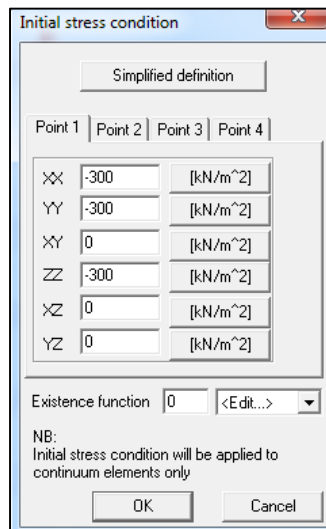 Initial stress condition
Simplified definition
Point 1 Point 2 Point 3 Point 4
XX -300 [kN/m^2]
YY -300 [kN/m^2]
XY 0 [kN/m^2]
ZZ -300 [kN/m^2]
XZ 0 [kN/m^2]
YZ 0 [kN/m^2]
Existence function 0 <Edit...>
NB:
Initial stress condition will be applied to
continuum elements only
OK Cancel